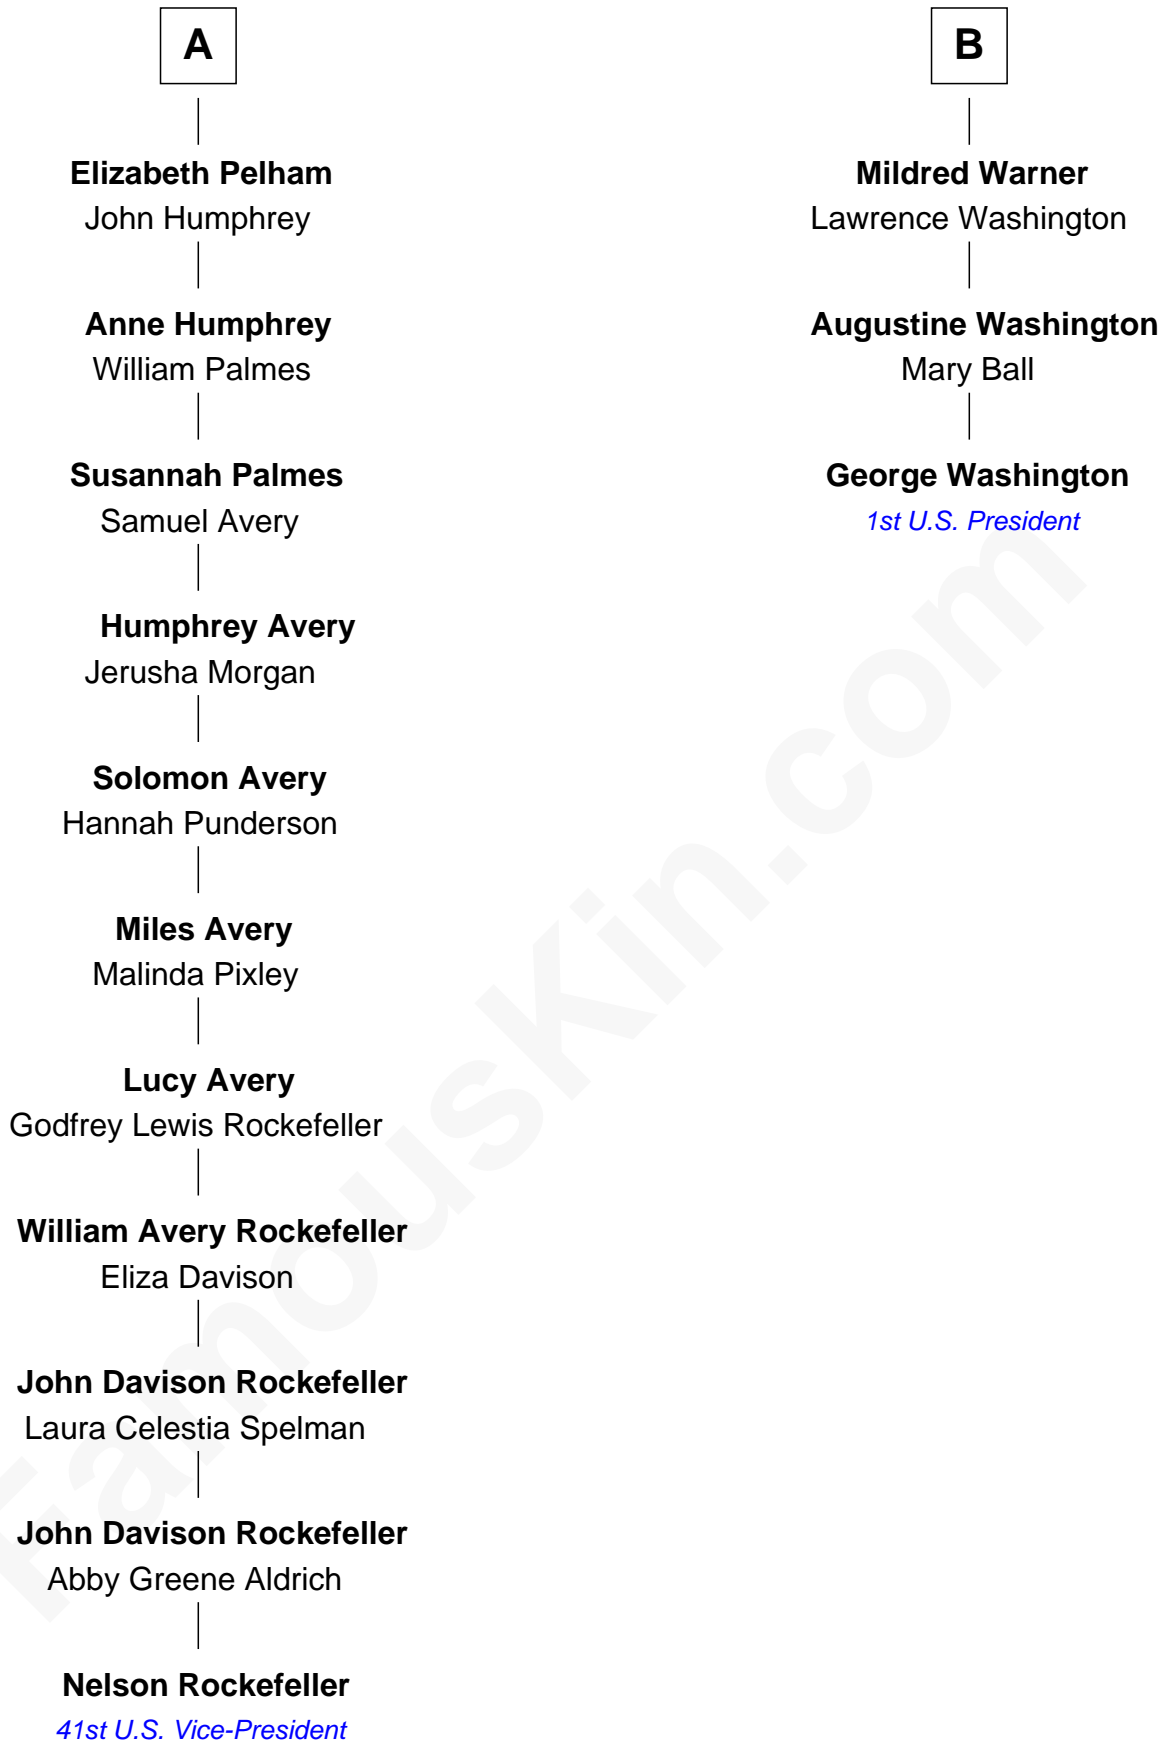 A
Elizabeth Pelham
John Humphrey
Anne Humphrey
William Palmes
Susannah Palmes
Samuel Avery
Humphrey Avery
Jerusha Morgan
Solomon Avery
Hannah Punderson
Miles Avery
Malinda Pixley
Lucy Avery
Godfrey Lewis Rockefeller
William Avery Rockefeller
Eliza Davison
John Davison Rockefeller
Laura Celestia Spelman
John Davison Rockefeller
Abby Greene Aldrich
Nelson Rockefeller
41st U.S. Vice-President
B
Mildred Warner
Lawrence Washington
Augustine Washington
Mary Ball
George Washington
1st U.S. President
FamousKin.com